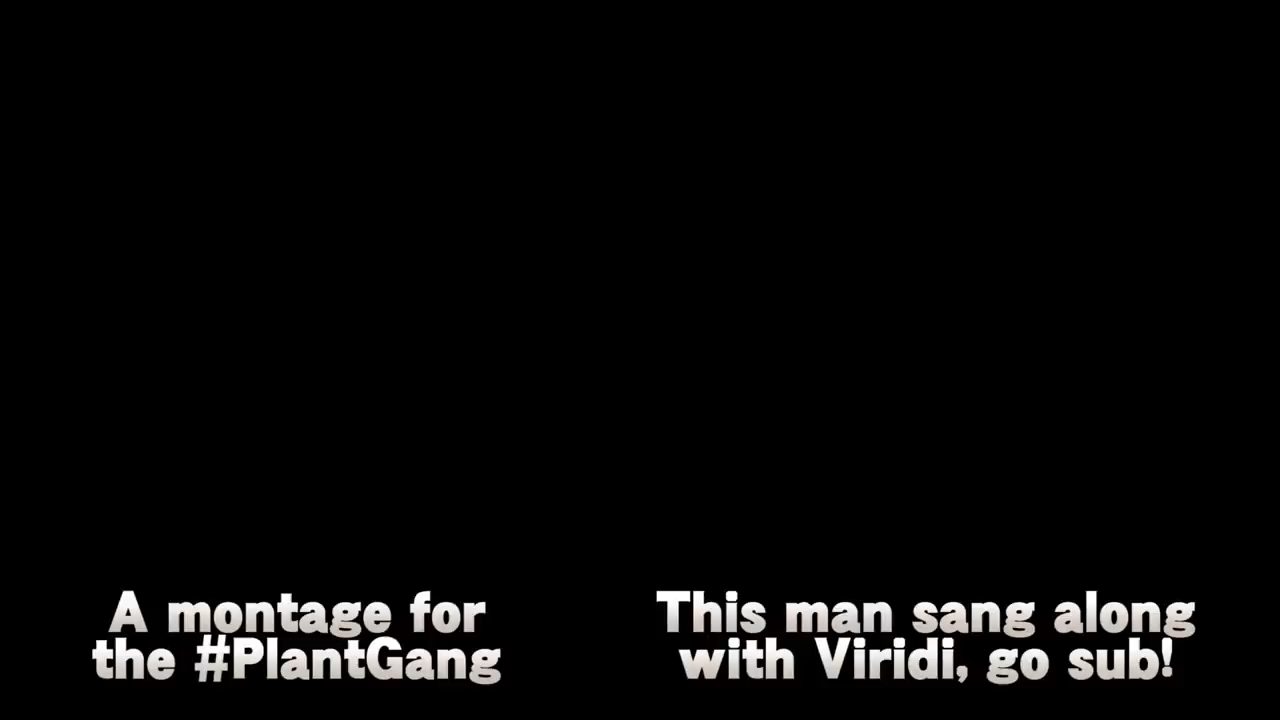 A montage for
the #PlantGang
This man sang along
with Viridi, go sub!